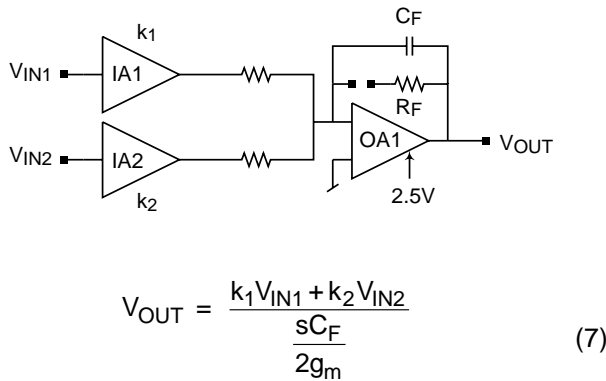 k1
CF
VIN1
IA1
RF
VIN2
IA2
OA1
VOUT
k2
2.5V
VOUT = (k1VIN1 + k2VIN2) / (sCF / 2gm) (7)